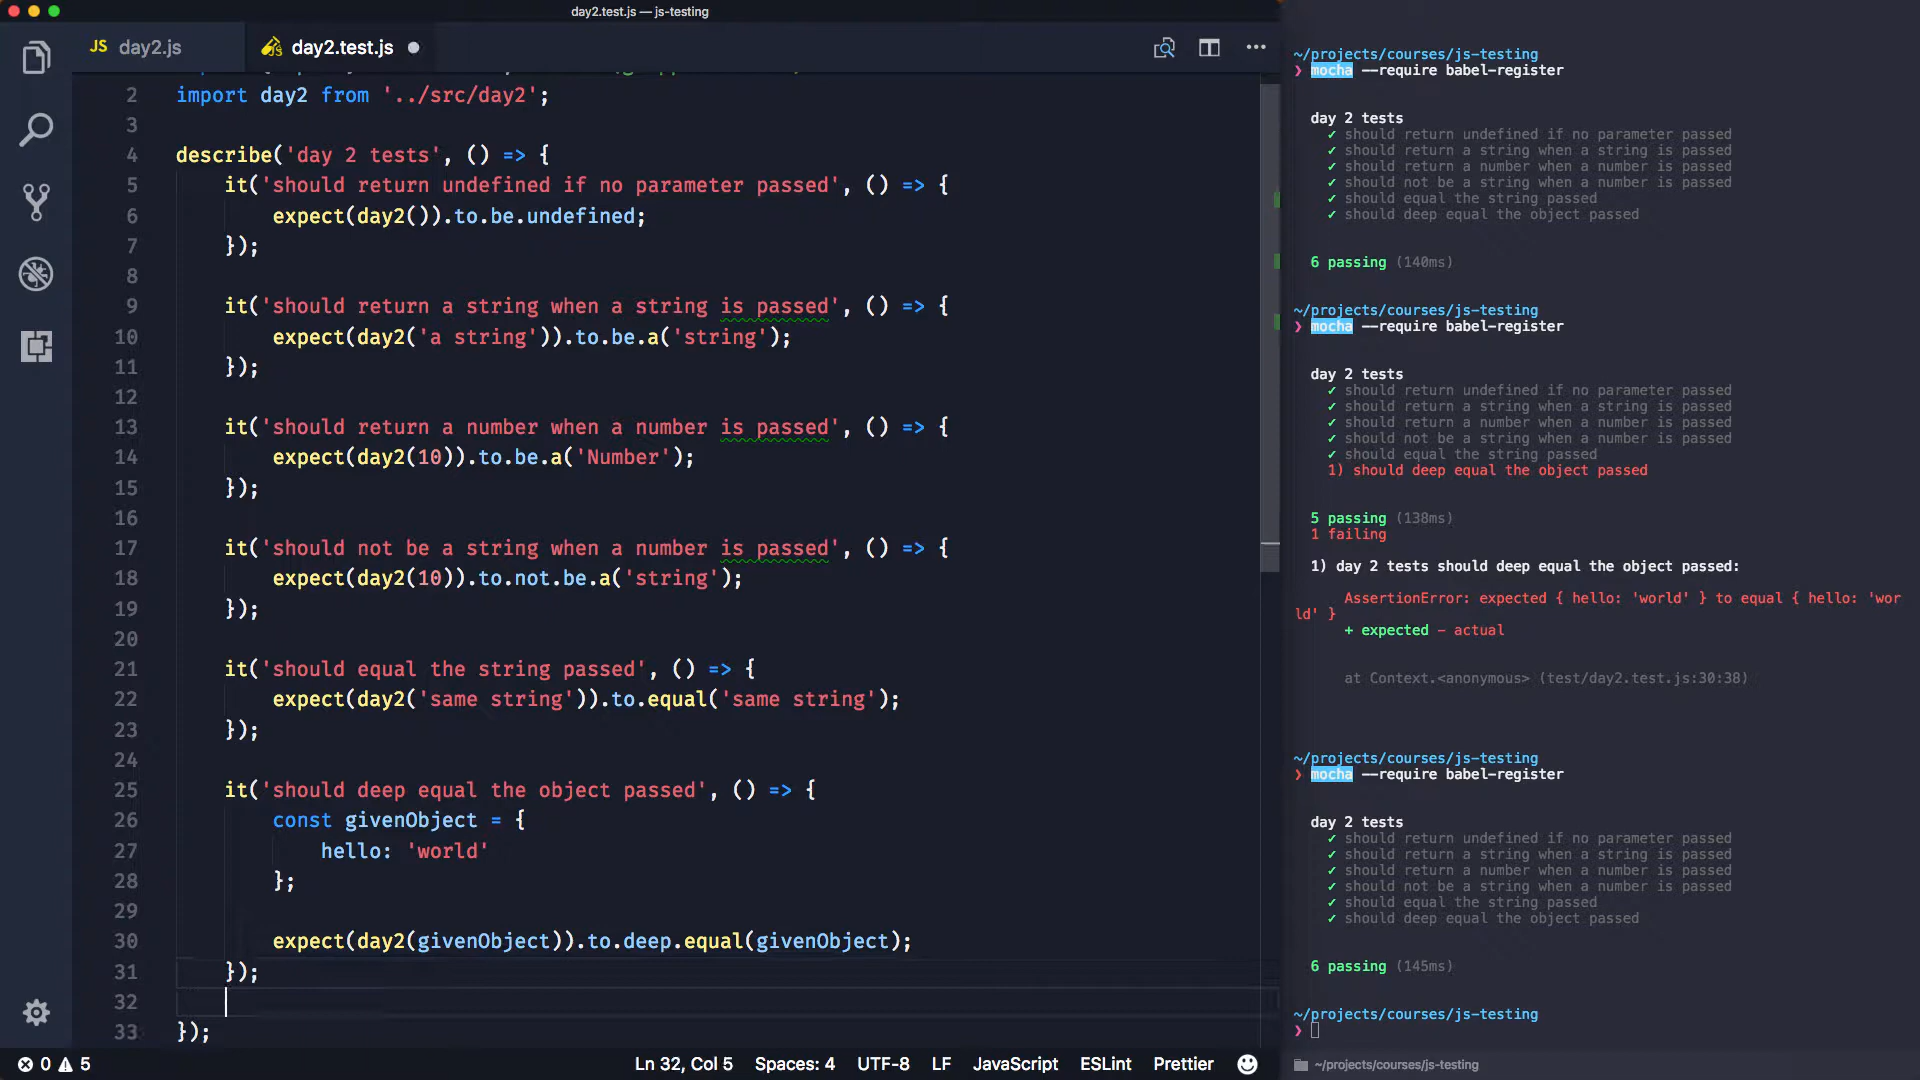 day2.test.js — js-testing
JS day2.js
day2.test.js
2 import day2 from '../src/day2';
3
4 describe('day 2 tests', () => {
5 it('should return undefined if no parameter passed', () => {
6 expect(day2()).to.be.undefined;
7 });
8
9 it('should return a string when a string is passed', () => {
10 expect(day2('a string')).to.be.a('string');
11 });
12
13 it('should return a number when a number is passed', () => {
14 expect(day2(10)).to.be.a('Number');
15 });
16
17 it('should not be a string when a number is passed', () => {
18 expect(day2(10)).to.not.be.a('string');
19 });
20
21 it('should equal the string passed', () => {
22 expect(day2('same string')).to.equal('same string');
23 });
24
25 it('should deep equal the object passed', () => {
26 const givenObject = {
27 hello: 'world'
28 };
29
30 expect(day2(givenObject)).to.deep.equal(givenObject);
31 });
32
33 });
0 5
Ln 32, Col 5 Spaces: 4 UTF-8 LF JavaScript ESLint Prettier
~/projects/courses/js-testing
❯ mocha --require babel-register
day 2 tests
✓ should return undefined if no parameter passed
✓ should return a string when a string is passed
✓ should return a number when a number is passed
✓ should not be a string when a number is passed
✓ should equal the string passed
✓ should deep equal the object passed
6 passing (140ms)
~/projects/courses/js-testing
❯ mocha --require babel-register
day 2 tests
✓ should return undefined if no parameter passed
✓ should return a string when a string is passed
✓ should return a number when a number is passed
✓ should not be a string when a number is passed
✓ should equal the string passed
1) should deep equal the object passed
5 passing (138ms)
1 failing
1) day 2 tests should deep equal the object passed:
AssertionError: expected { hello: 'world' } to equal { hello: 'wor
ld' }
+ expected - actual
at Context.<anonymous> (test/day2.test.js:30:38)
~/projects/courses/js-testing
❯ mocha --require babel-register
day 2 tests
✓ should return undefined if no parameter passed
✓ should return a string when a string is passed
✓ should return a number when a number is passed
✓ should not be a string when a number is passed
✓ should equal the string passed
✓ should deep equal the object passed
6 passing (145ms)
~/projects/courses/js-testing
❯
~/projects/courses/js-testing